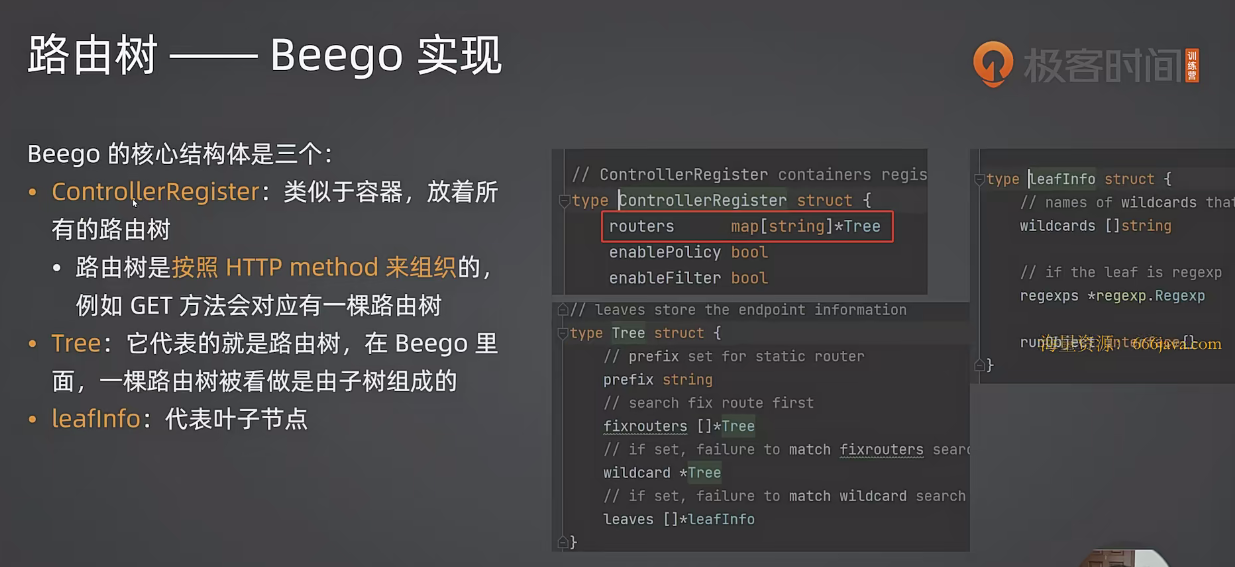 路由树 —— Beego 实现
极客时间
训练营
Beego 的核心结构体是三个：
• ControllerRegister：类似于容器，放着所
有的路由树
• 路由树是按照 HTTP method 来组织的，
例如 GET 方法会对应有一棵路由树
• Tree：它代表的就是路由树，在 Beego 里
面，一棵路由树被看做是由子树组成的
• leafInfo：代表叶子节点
// ControllerRegister containers regis
type ControllerRegister struct {
routers map[string]*Tree
enablePolicy bool
enableFilter bool
// leaves store the endpoint information
type Tree struct {
// prefix set for static router
prefix string
// search fix route first
fixrouters []*Tree
// if set, failure to match fixrouters sear
wildcard *Tree
// if set, failure to match wildcard search
leaves []*leafInfo
}
type leafInfo struct {
// names of wildcards tha
wildcards []string
// if the leaf is regexp
regexps *regexp.Regexp
runObject interface{}
海量资源：666java.com
}